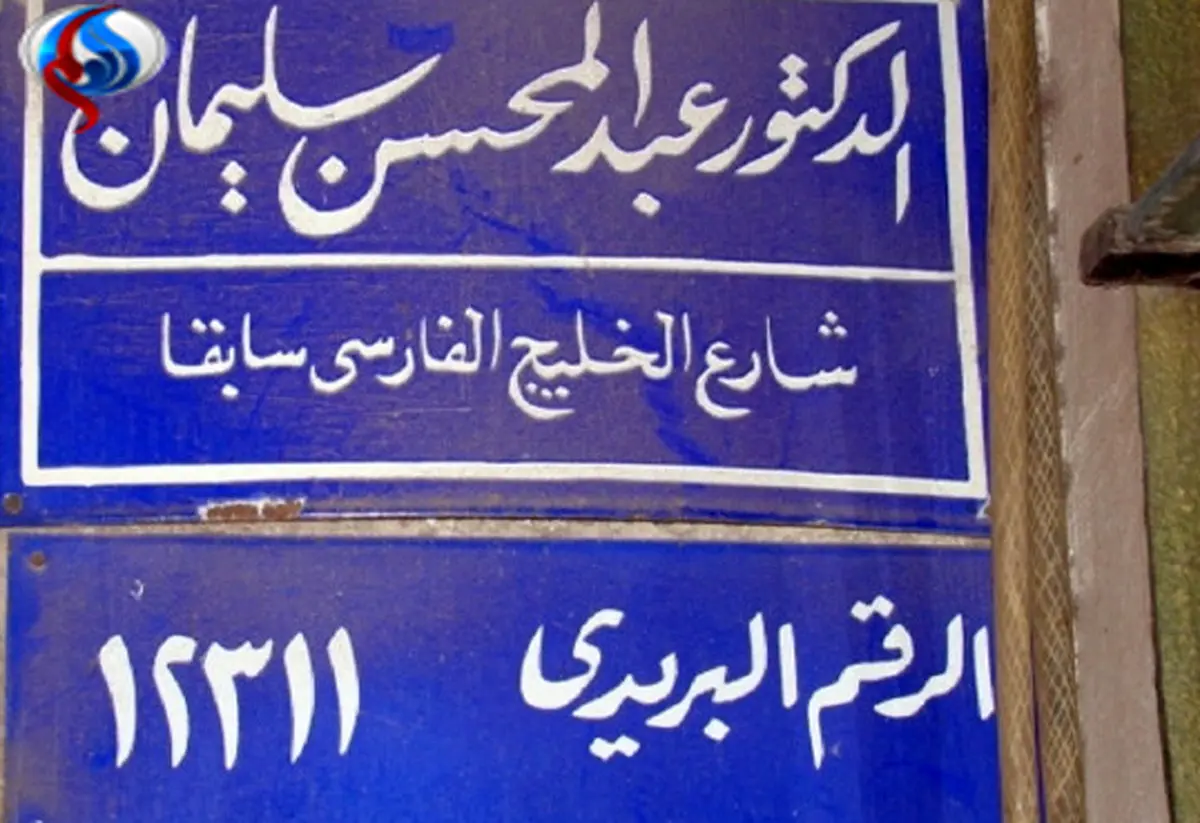 الدكتور عبد المحسن سليمان
شارع الخليج الفارسى سابقا
الرقم البريدى ١٢٣١١